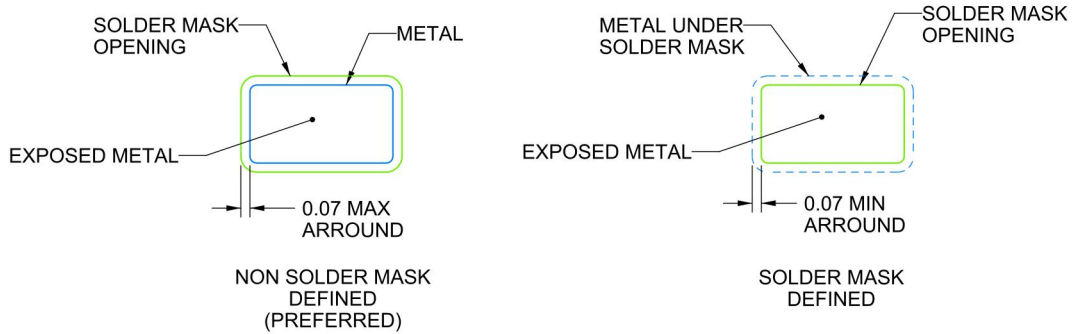 SOLDER MASK
OPENING
METAL
EXPOSED METAL
0.07 MAX
ARROUND
NON SOLDER MASK
DEFINED
(PREFERRED)
METAL UNDER
SOLDER MASK
SOLDER MASK
OPENING
EXPOSED METAL
0.07 MIN
ARROUND
SOLDER MASK
DEFINED